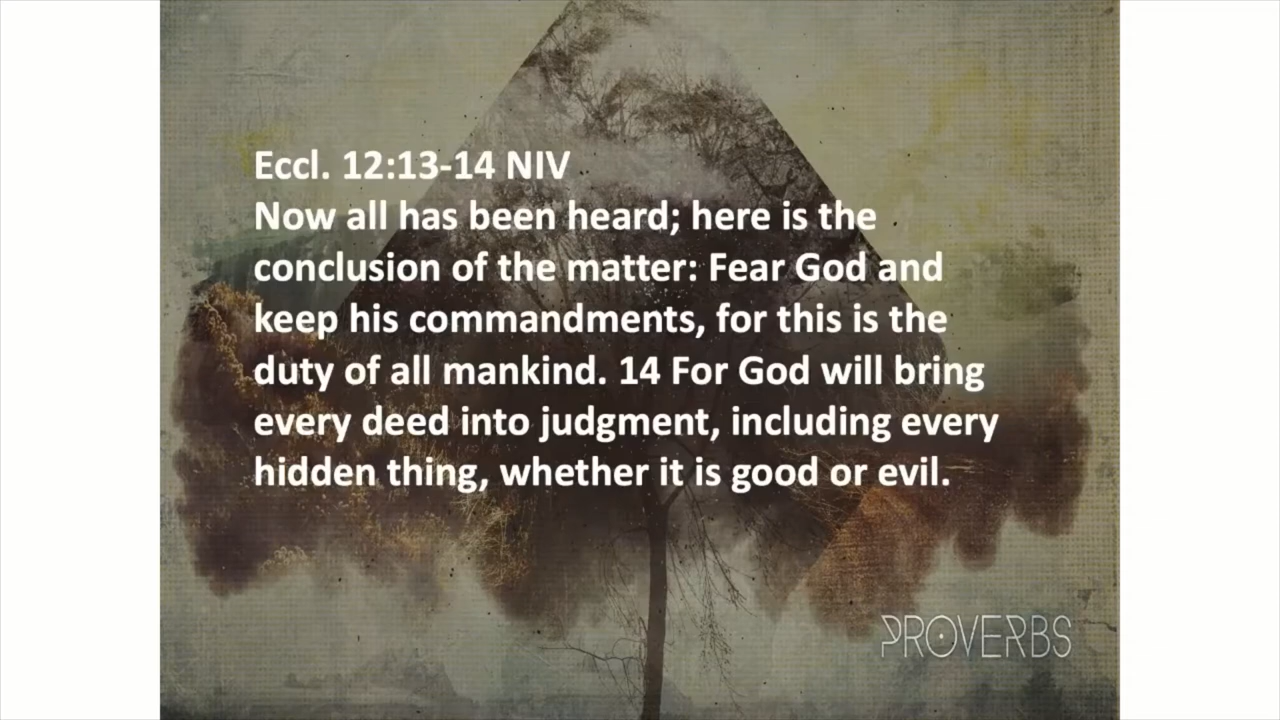 Eccl. 12:13-14 NIV
Now all has been heard; here is the
conclusion of the matter: Fear God and
keep his commandments, for this is the
duty of all mankind. 14 For God will bring
every deed into judgment, including every
hidden thing, whether it is good or evil.
PROVERBS